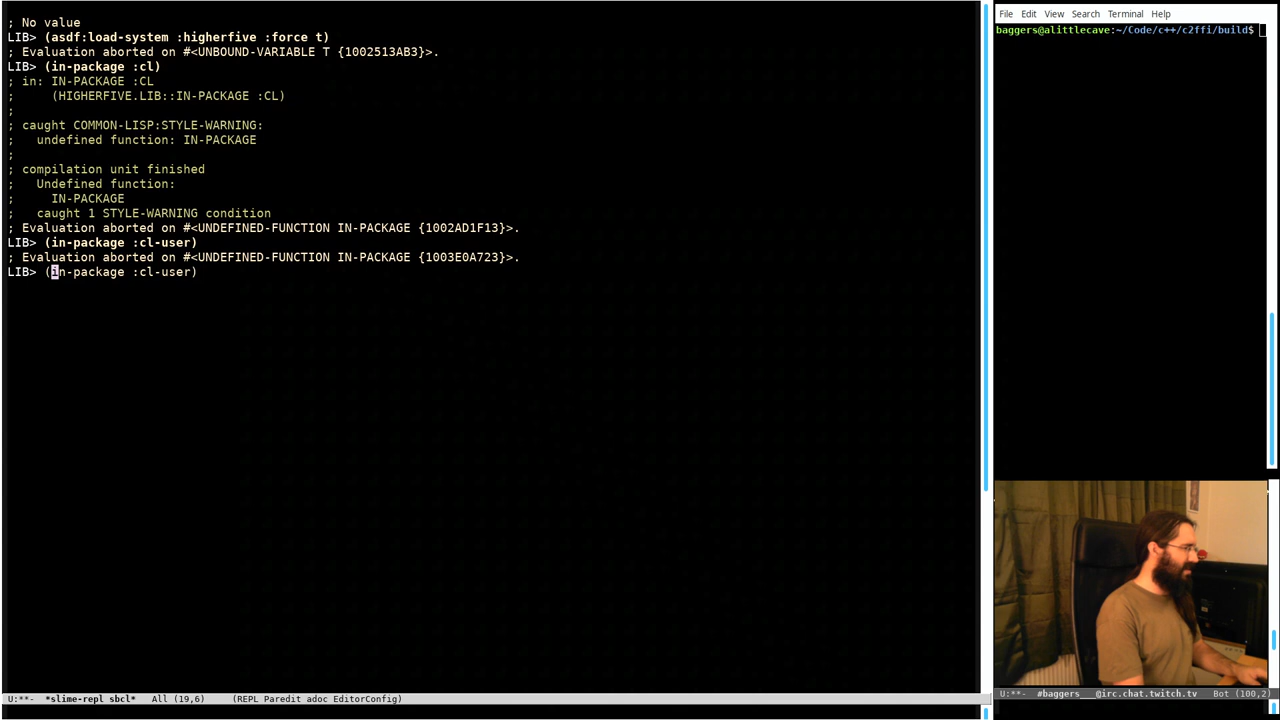 ; No value
LIB> (asdf:load-system :higherfive :force t)
; Evaluation aborted on #<UNBOUND-VARIABLE T {1002513AB3}>.
LIB> (in-package :cl)
; in: IN-PACKAGE :CL
;     (HIGHERFIVE.LIB::IN-PACKAGE :CL)
;
; caught COMMON-LISP:STYLE-WARNING:
;   undefined function: IN-PACKAGE
;
; compilation unit finished
;   Undefined function:
;     IN-PACKAGE
;   caught 1 STYLE-WARNING condition
; Evaluation aborted on #<UNDEFINED-FUNCTION IN-PACKAGE {1002AD1F13}>.
LIB> (in-package :cl-user)
; Evaluation aborted on #<UNDEFINED-FUNCTION IN-PACKAGE {1003E0A723}>.
LIB> (in-package :cl-user)
U:**-  *slime-repl sbcl*   All (19,6)     (REPL Paredit adoc EditorConfig)
File Edit View Search Terminal Help
baggers@alittlecave:~/Code/c++/c2ffi/build$
U:**-  #baggers___@irc.chat.twitch.tv   Bot (100,2)